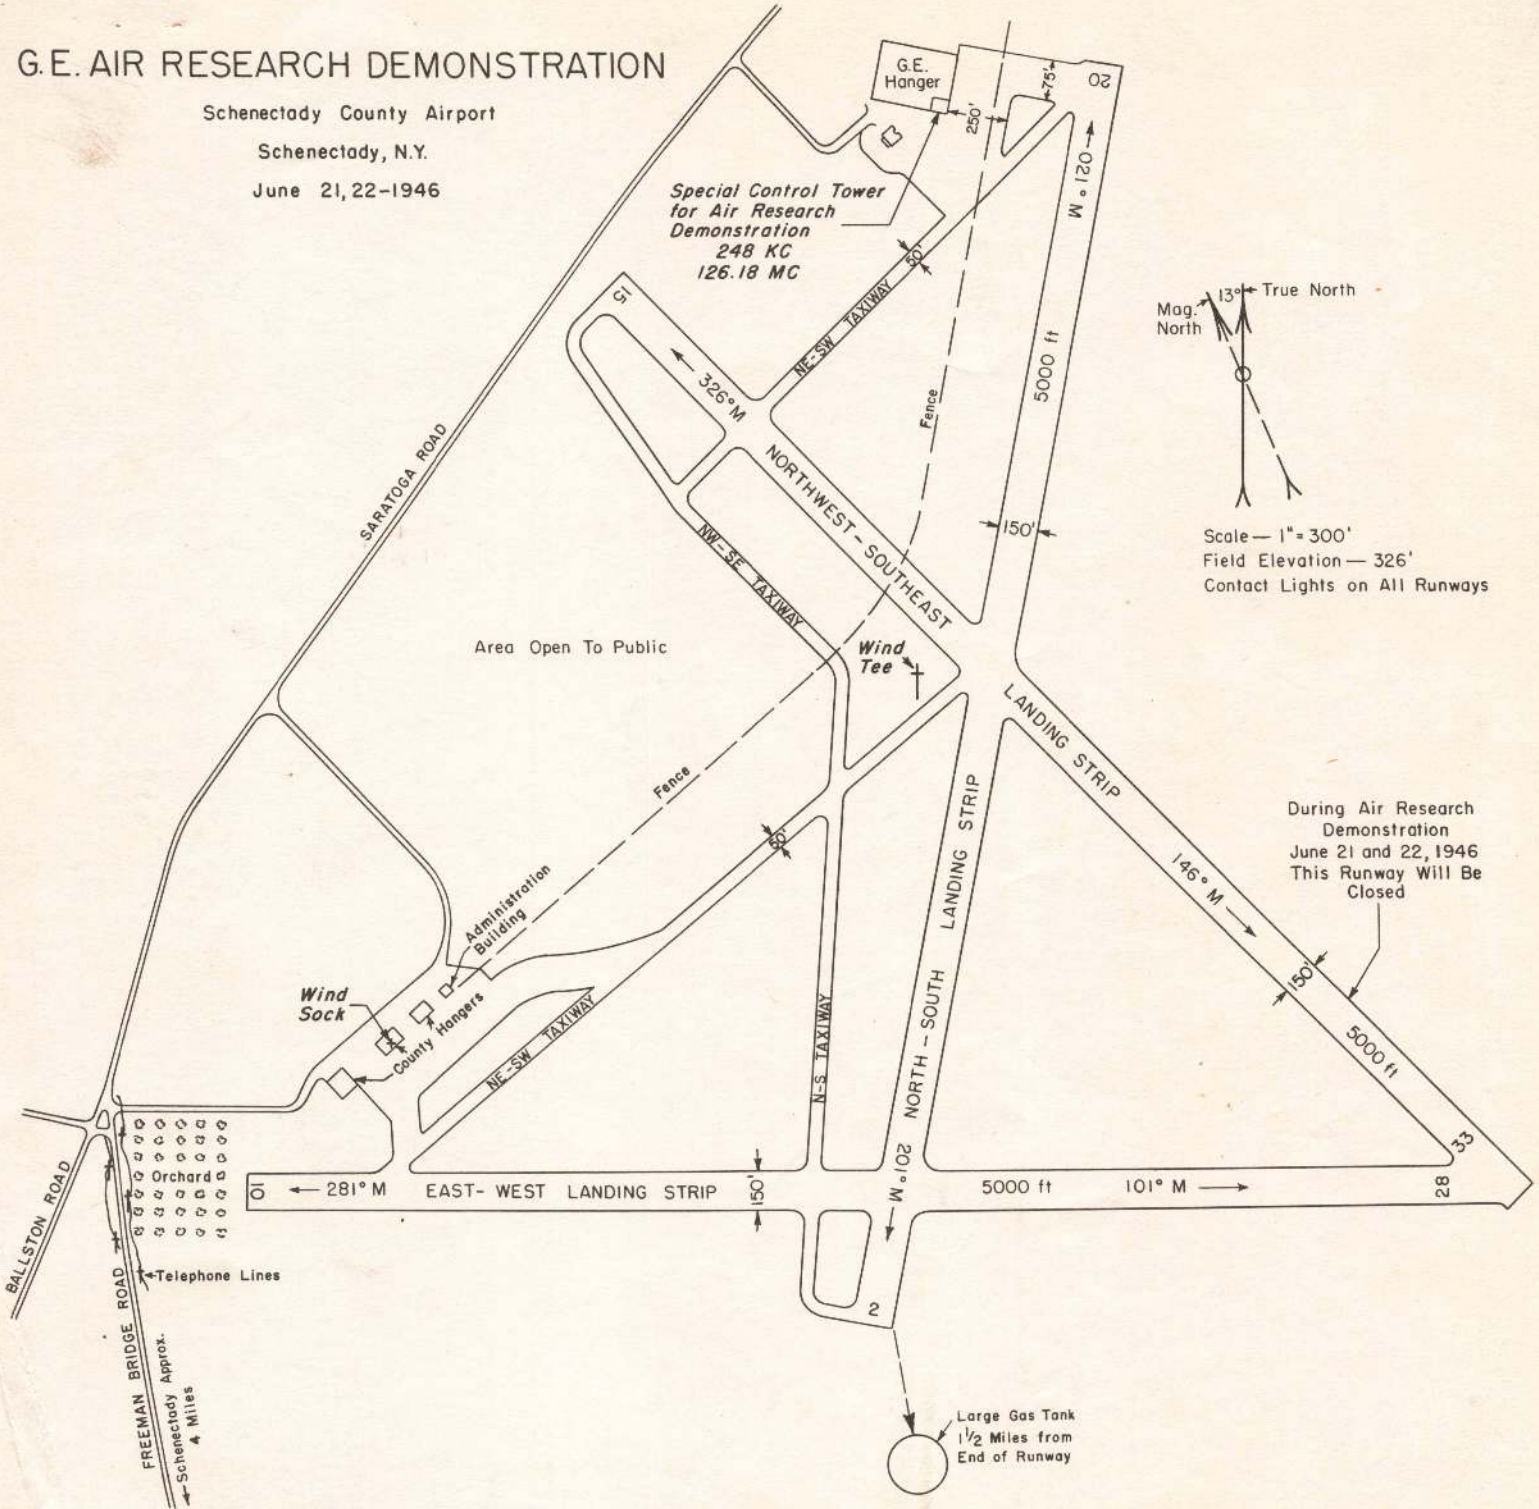 G.E. AIR RESEARCH DEMONSTRATION
Schenectady County Airport
Schenectady, N.Y.
June 21, 22-1946
G.E.
Hanger
75'
20
250'
021° M
Special Control Tower
for Air Research
Demonstration
248 KC
126.18 MC
50'
15
NE-SW TAXIWAY
326° M
5000 ft
Fence
Mag.
North
13°
True North
SARATOGA ROAD
NORTHWEST-SOUTHEAST
150'
Scale — 1" = 300'
Field Elevation — 326'
Contact Lights on All Runways
NW-SE TAXIWAY
Area Open To Public
Wind
Tee
LANDING STRIP
Fence
50'
NORTH-SOUTH LANDING STRIP
During Air Research
Demonstration
June 21 and 22, 1946
This Runway Will Be
Closed
146° M
150'
5000 ft
33
Administration
Building
Wind
Sock
County Hangers
NE-SW TAXIWAY
N-S TAXIWAY
Orchard
10
281° M
EAST-WEST LANDING STRIP
150'
201° M
5000 ft
101° M
28
BALLSTON ROAD
Telephone Lines
FREEMAN BRIDGE ROAD
Schenectady Approx.
4 Miles
2
Large Gas Tank
1 1/2 Miles from
End of Runway